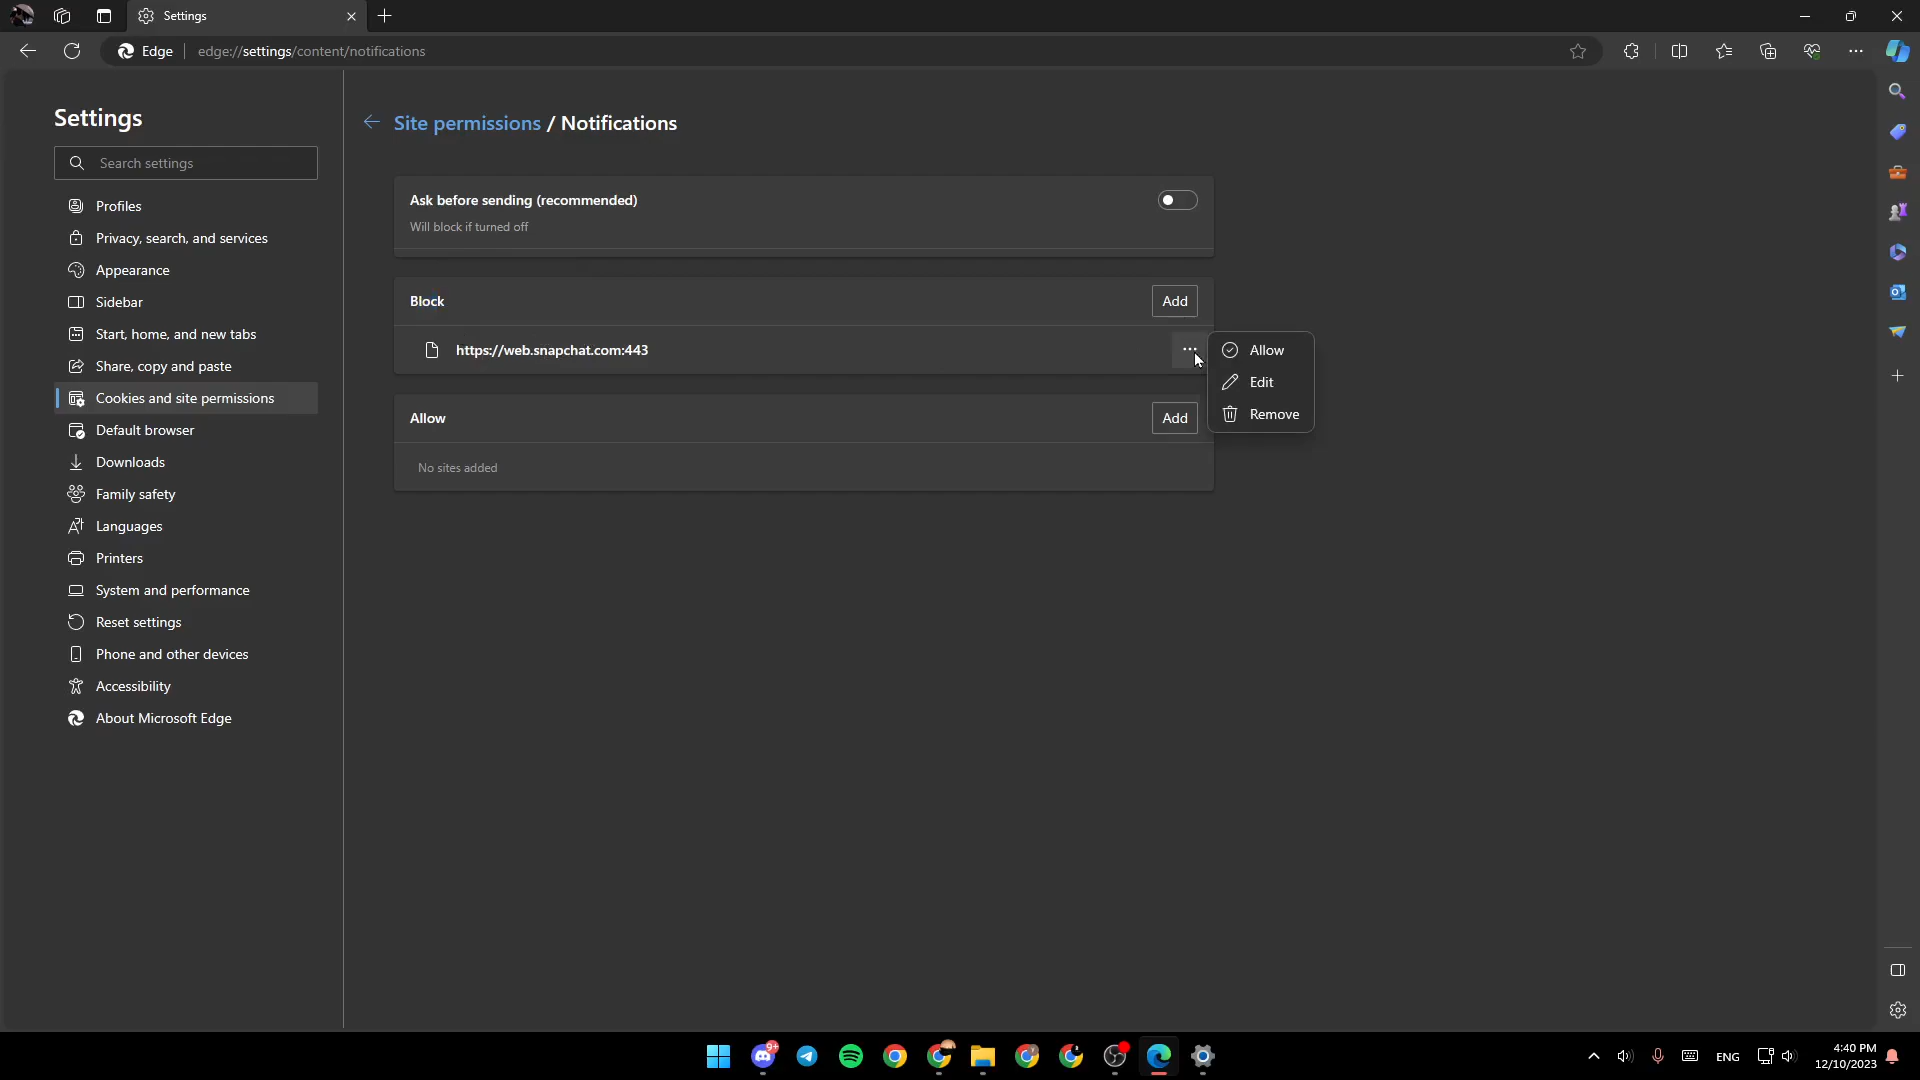 Settings
Edge
edge://settings/content/notifications
Settings
Search settings
Profiles
Privacy, search, and services
Appearance
Sidebar
Start, home, and new tabs
Share, copy and paste
Cookies and site permissions
Default browser
Downloads
Family safety
Languages
Printers
System and performance
Reset settings
Phone and other devices
Accessibility
About Microsoft Edge
Site permissions / Notifications
Ask before sending (recommended)
Will block if turned off
Block
Add
https://web.snapchat.com:443
Allow
Edit
Remove
Allow
Add
No sites added
9+
ENG
4:40 PM
12/10/2023